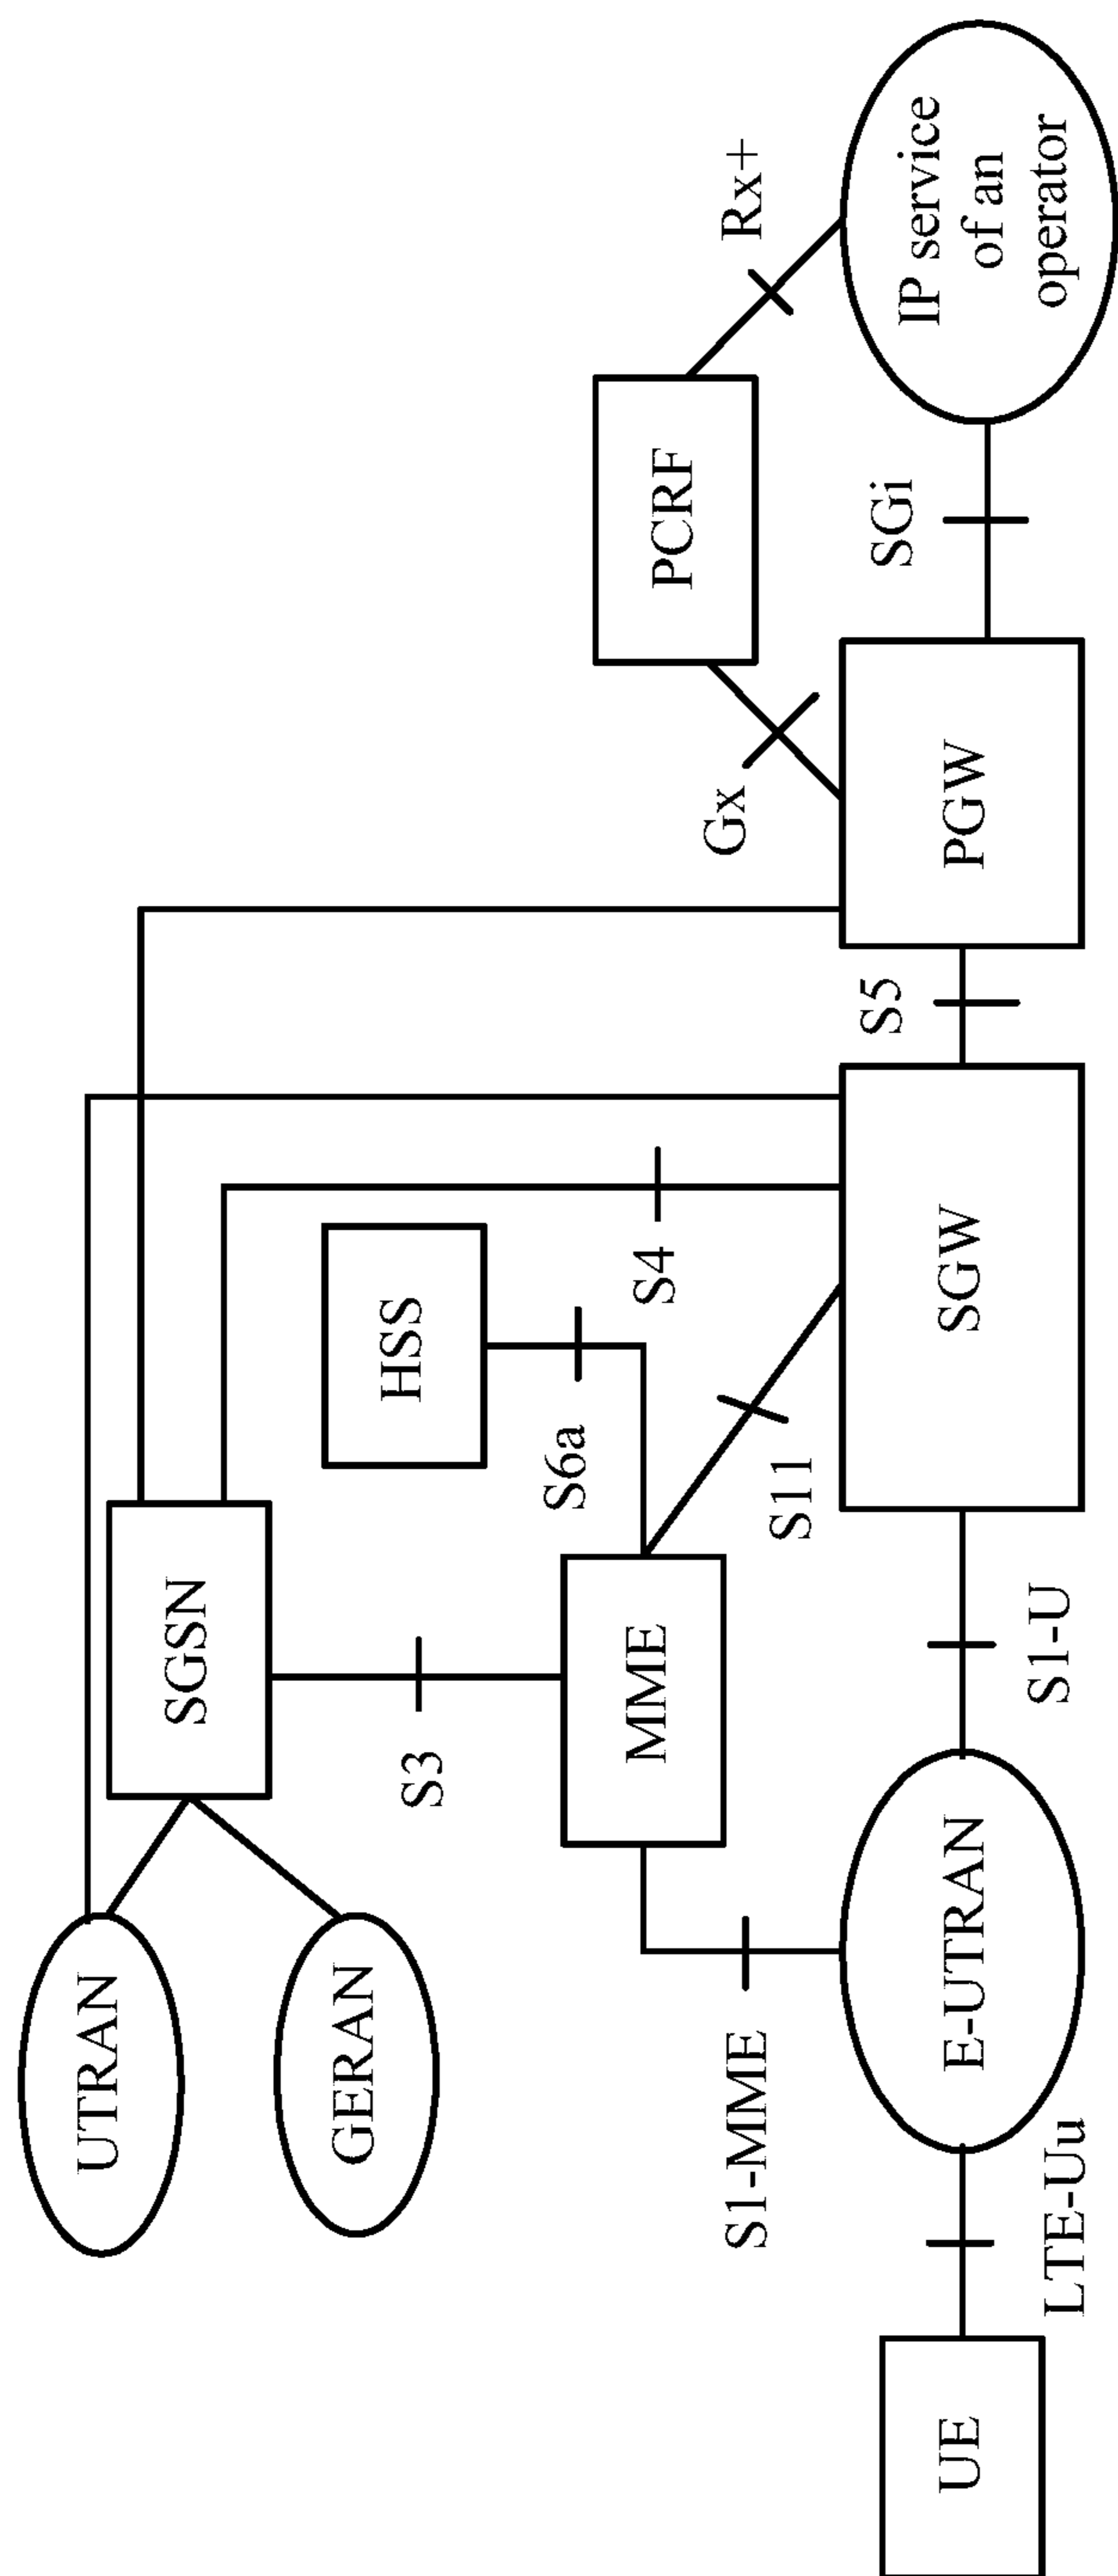 UTRAN
SGSN
GERAN
HSS
S3
S6a
S4
MME
PCRF
Rx+
S1-MME
S11
Gx
S5
SGi
UE
E-UTRAN
SGW
PGW
IP service
of an
operator
LTE-Uu
S1-U